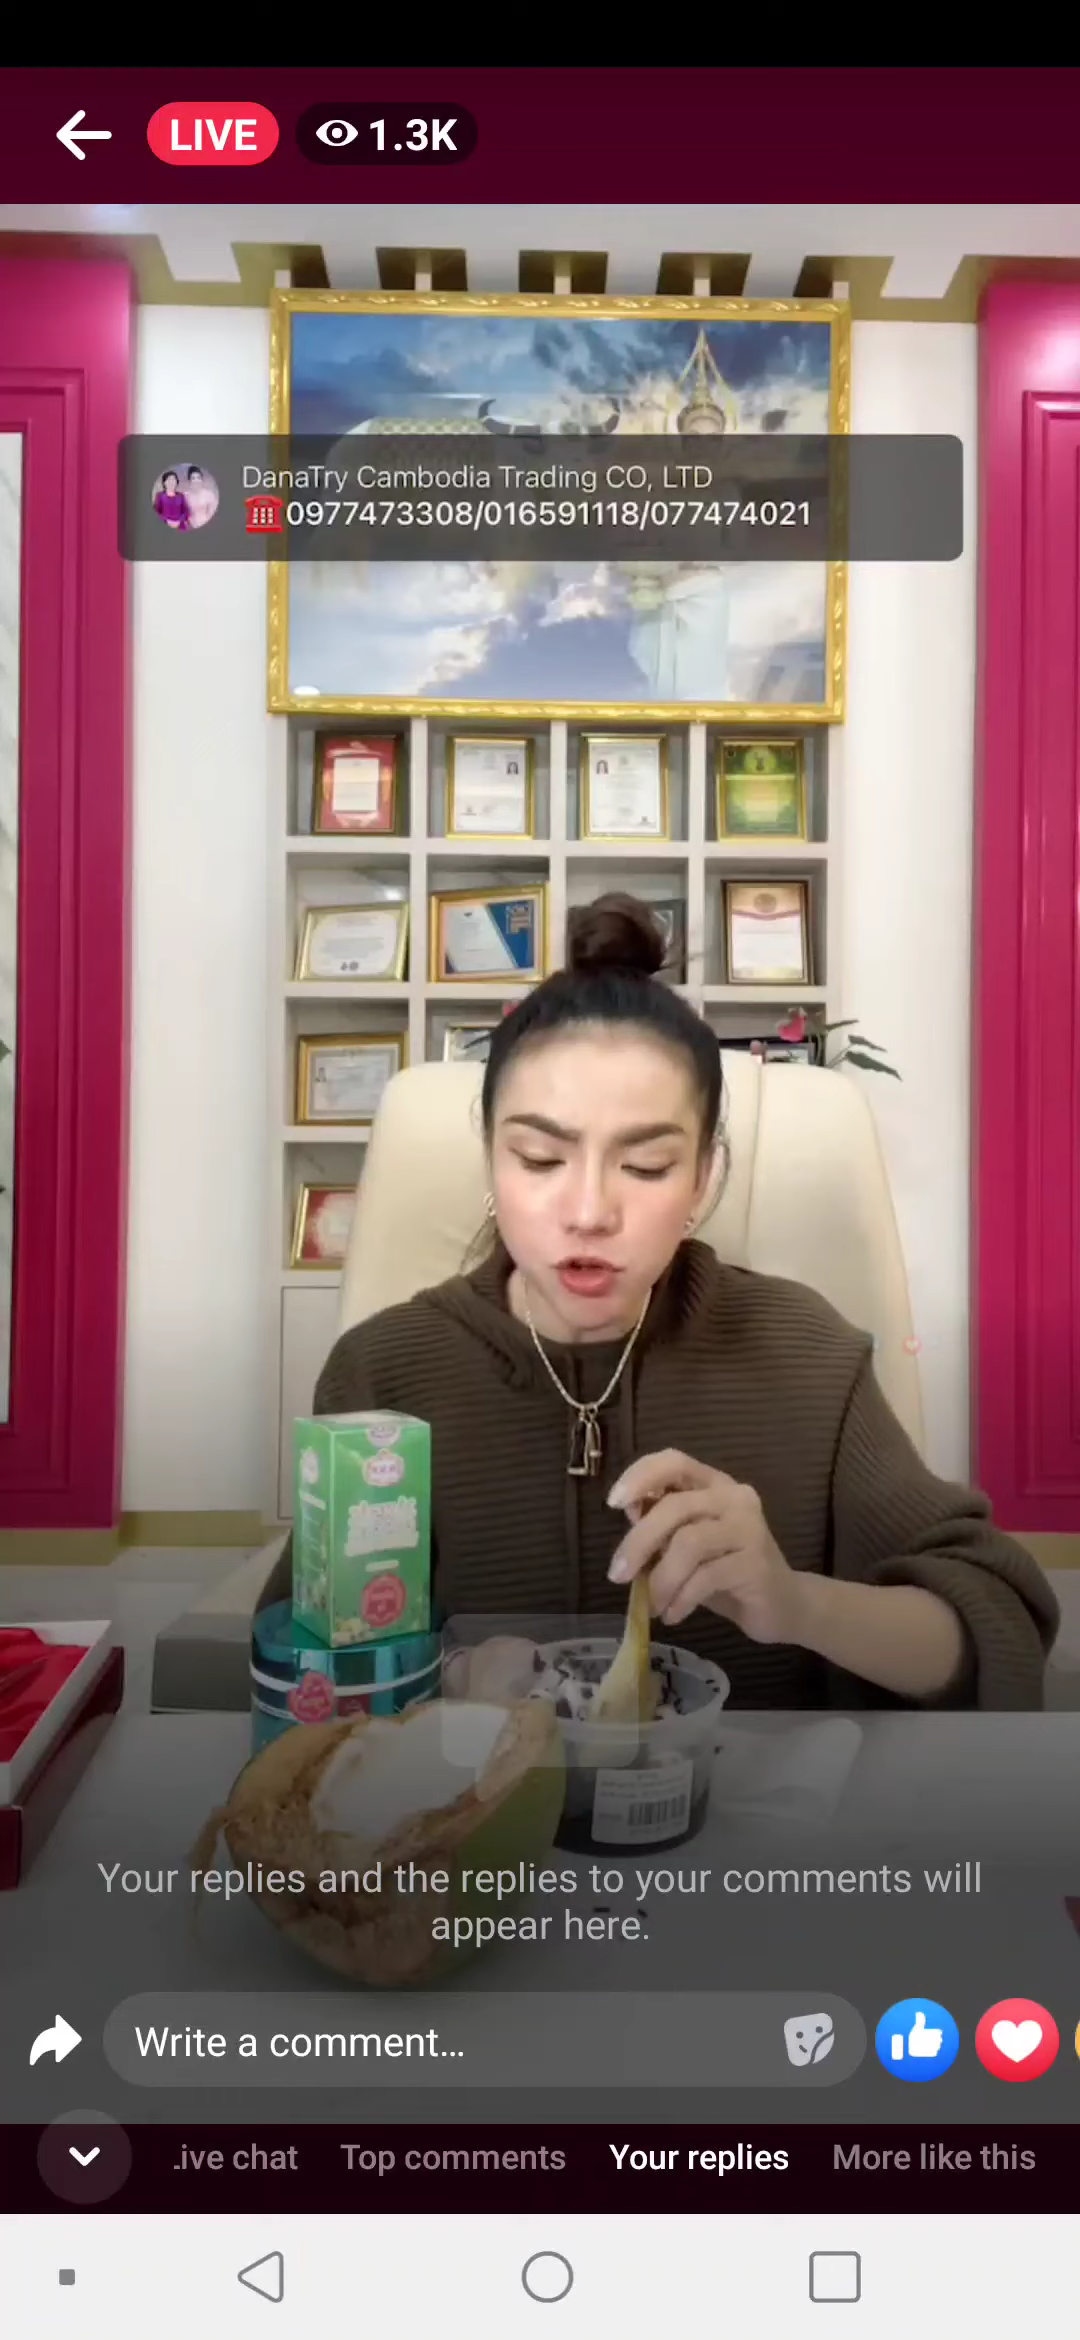 LIVE
1.3K
DanaTry Cambodia Trading CO, LTD
0977473308/016591118/077474021
Your replies and the replies to your comments will
appear here.
Write a comment...
.ive chat
Top comments
Your replies
More like this